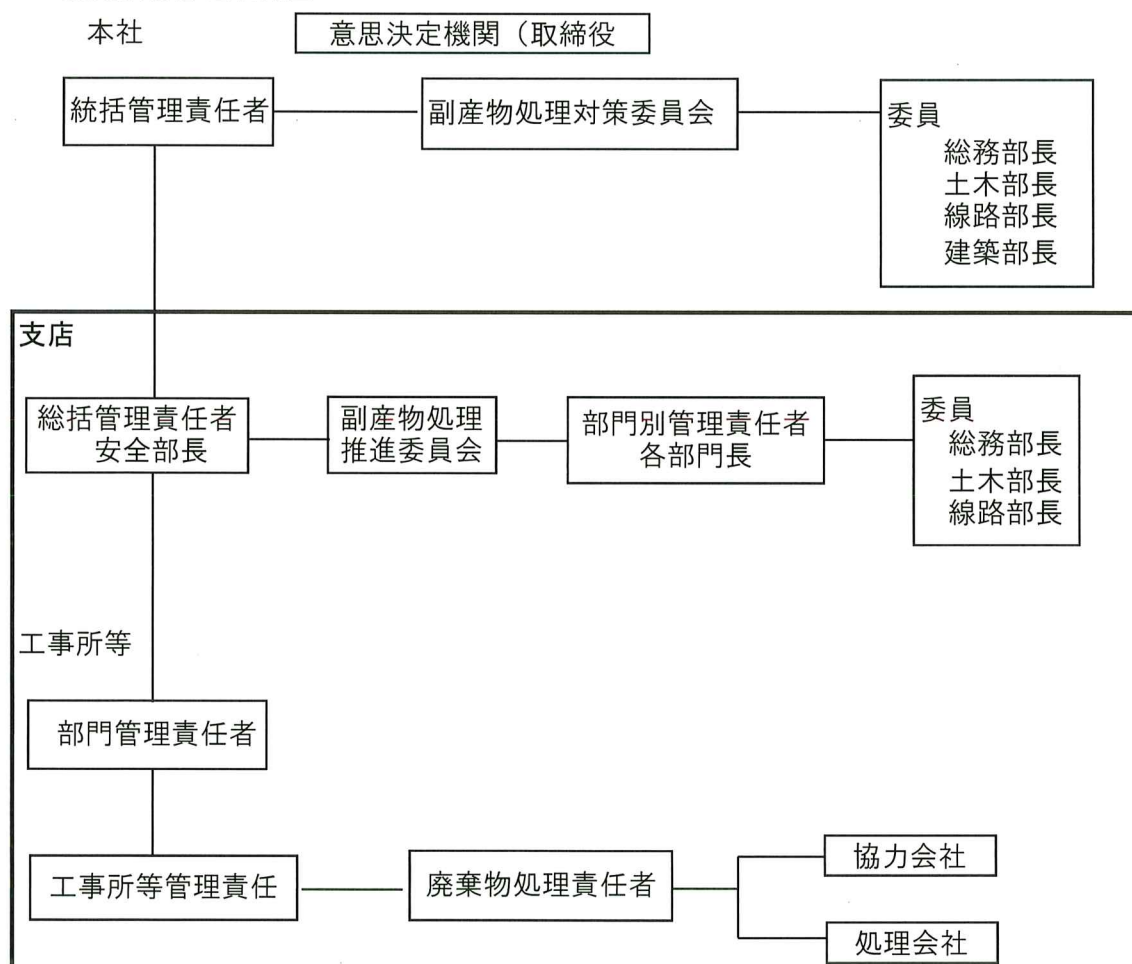 本社
意思決定機関（取締役
統括管理責任者
副産物処理対策委員会
委員
総務部長
土木部長
線路部長
建築部長
支店
総括管理責任者
安全部長
副産物処理
推進委員会
部門別管理責任者
各部門長
委員
総務部長
土木部長
線路部長
工事所等
部門管理責任者
工事所等管理責任
廃棄物処理責任者
協力会社
処理会社